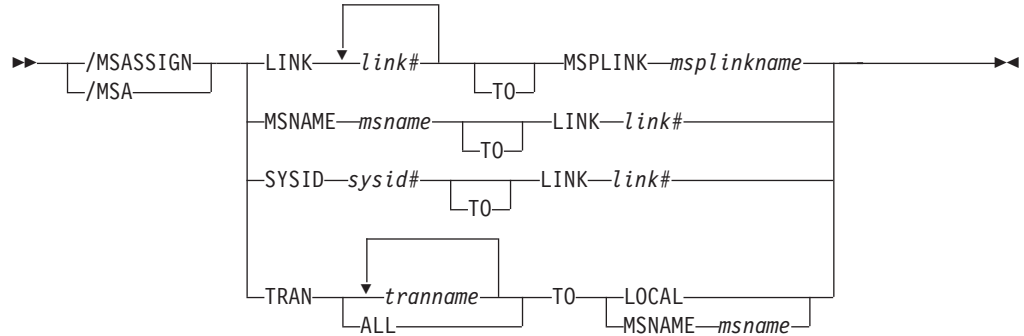 /MSASSIGN LINK link# MSPLINK msplinkname
/MSA TO
MSNAME msname LINK link#
TO
SYSID sysid# LINK link#
TO
TRAN tranname TO LOCAL
ALL MSNAME msname